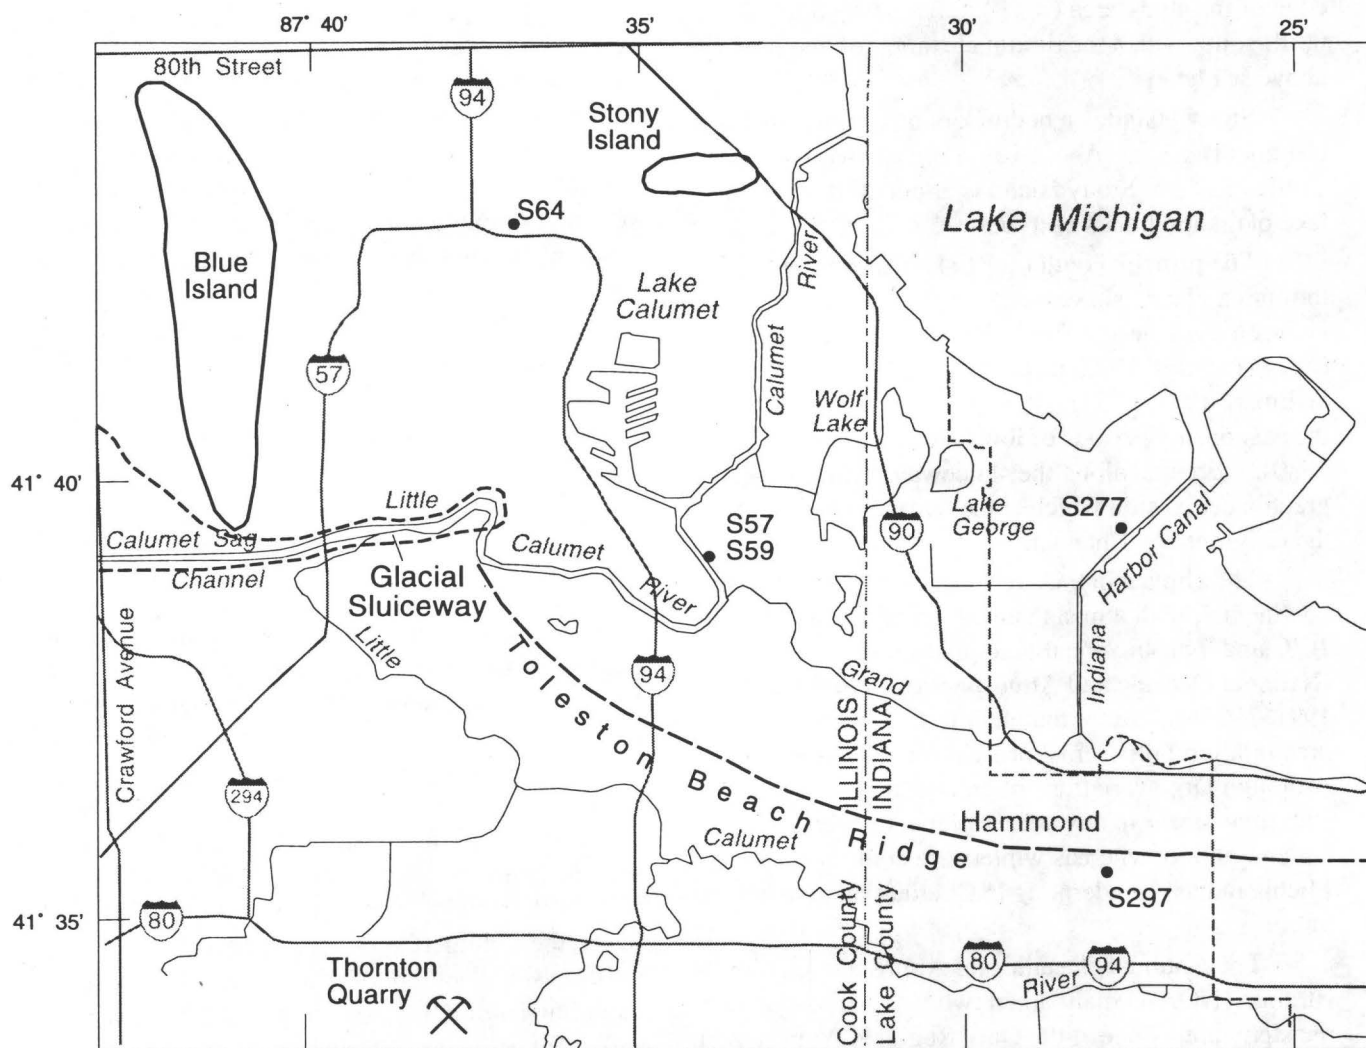 87° 40'
35'
30'
25'
80th Street
94
Stony
Island
S64
Lake Michigan
Blue
Island
Lake
Calumet
River
Calumet
57
Wolf
Lake
41° 40'
Little
Lake
George
S277
Calumet Sag
Channel
Calumet
River
S57
S59
90
Indiana Harbor Canal
Glacial
Sluiceway
Little
Crawford Avenue
94
Grand
Toleston Beach Ridge
ILLINOIS
INDIANA
294
Calumet
Hammond
S297
41° 35'
80
Cook County
Lake County
80
94
River
Thornton
Quarry